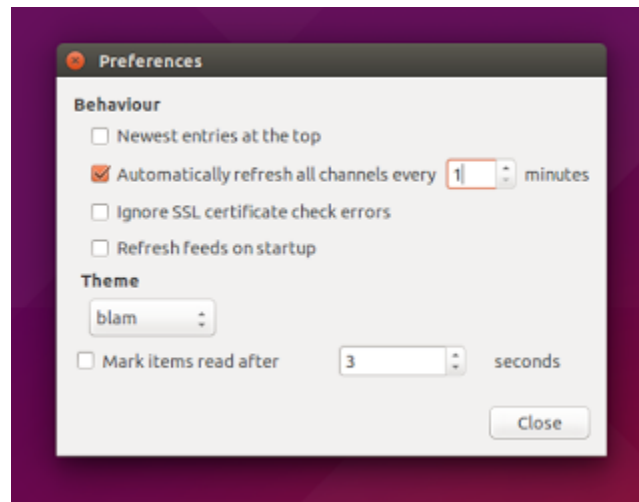 Preferences
Behaviour
Newest entries at the top
Automatically refresh all channels every 1 minutes
Ignore SSL certificate check errors
Refresh feeds on startup
Theme
blam
Mark items read after 3 seconds
Close